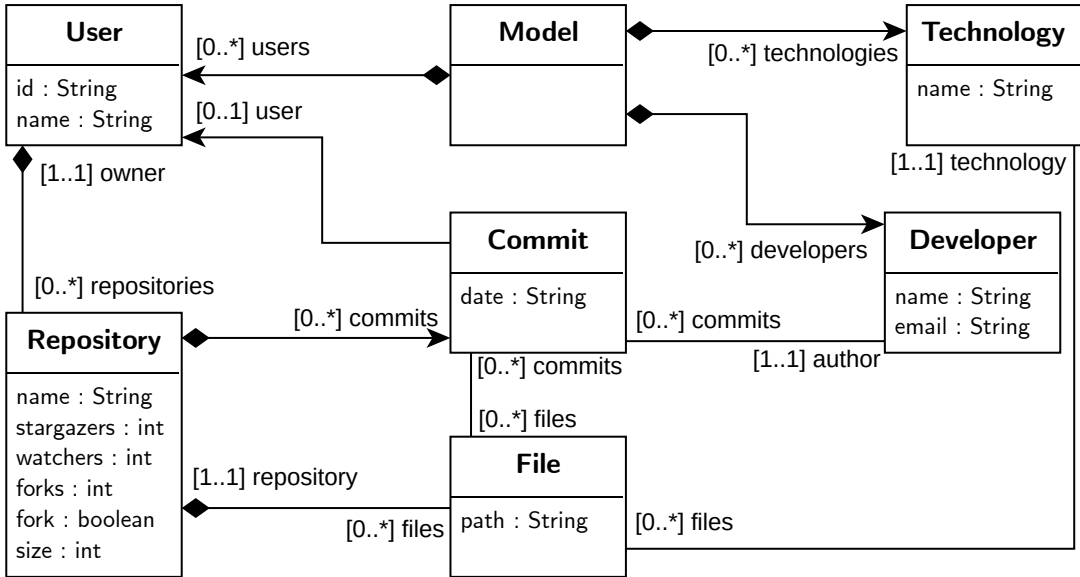 User
id : String
name : String
[0..*] users
[0..1] user
[1..1] owner
Model
[0..*] technologies
Technology
name : String
[1..1] technology
Commit
date : String
[0..*] developers
Developer
name : String
email : String
[0..*] repositories
Repository
name : String
stargazers : int
watchers : int
forks : int
fork : boolean
size : int
[0..*] commits
[0..*] commits
[1..1] author
[0..*] commits
[0..*] files
[1..1] repository
[0..*] files
File
path : String
[0..*] files